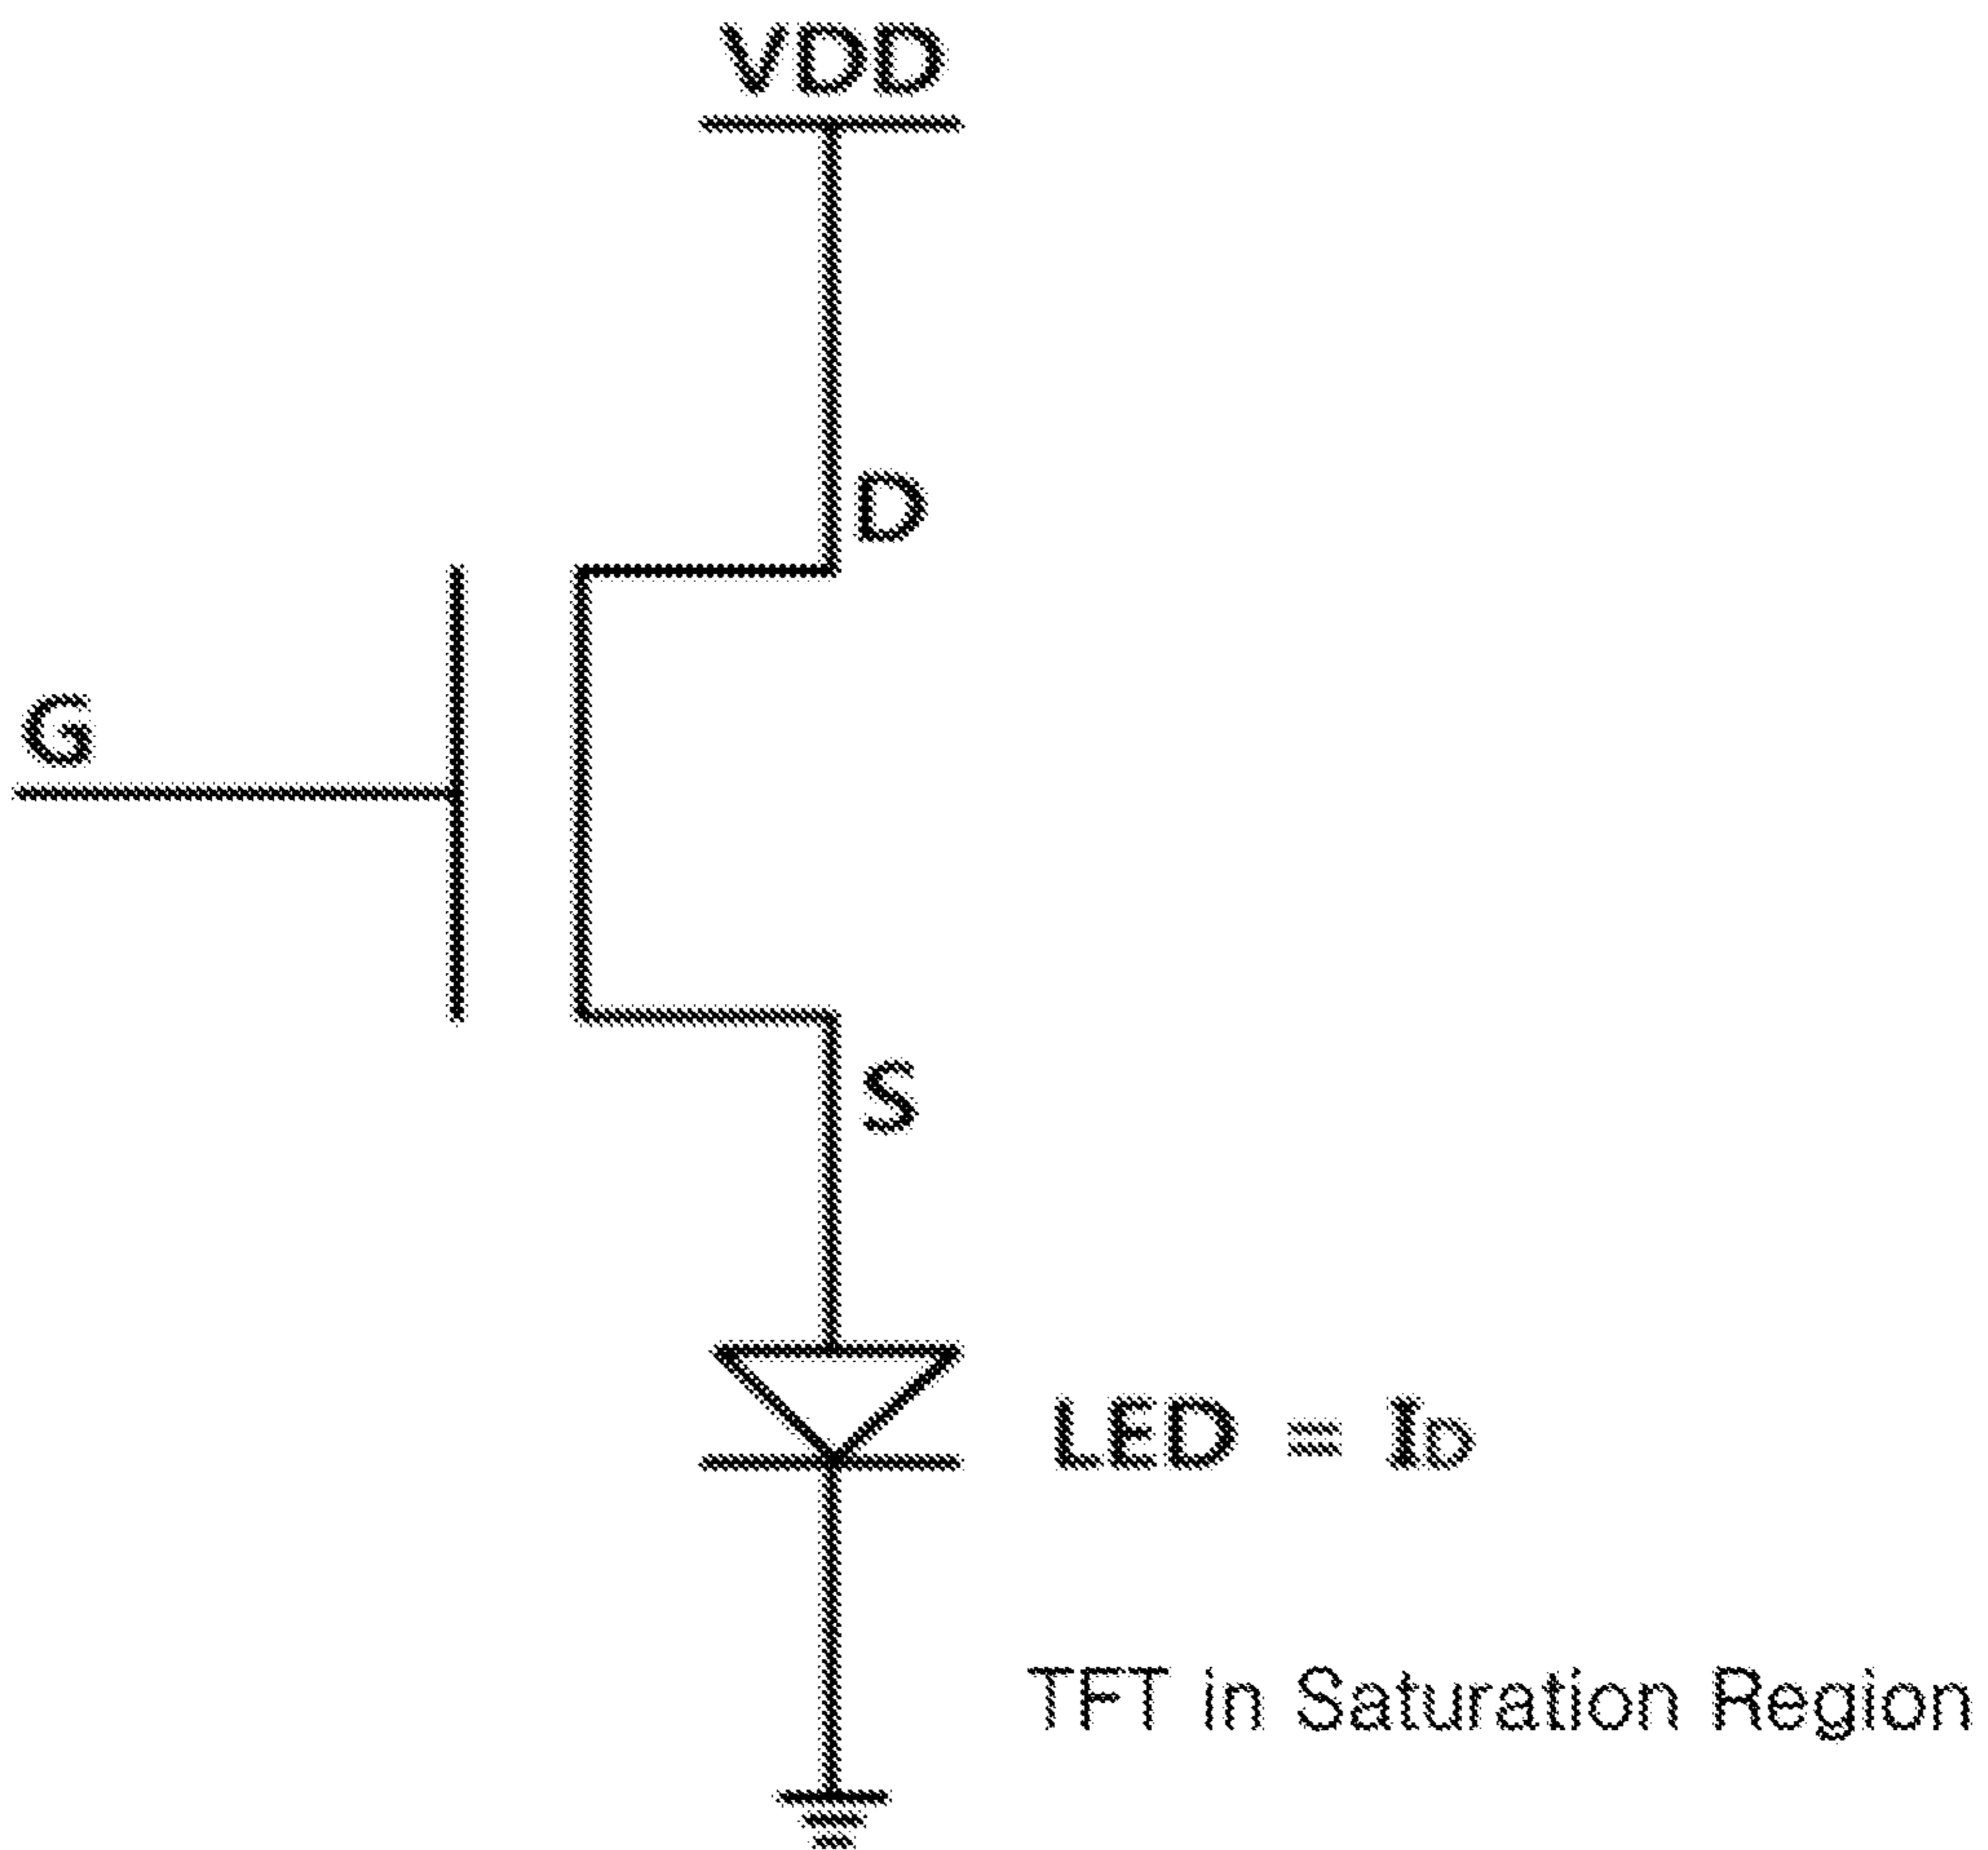 VDD
D
G
S
LED = ID
TFT in Saturation Region